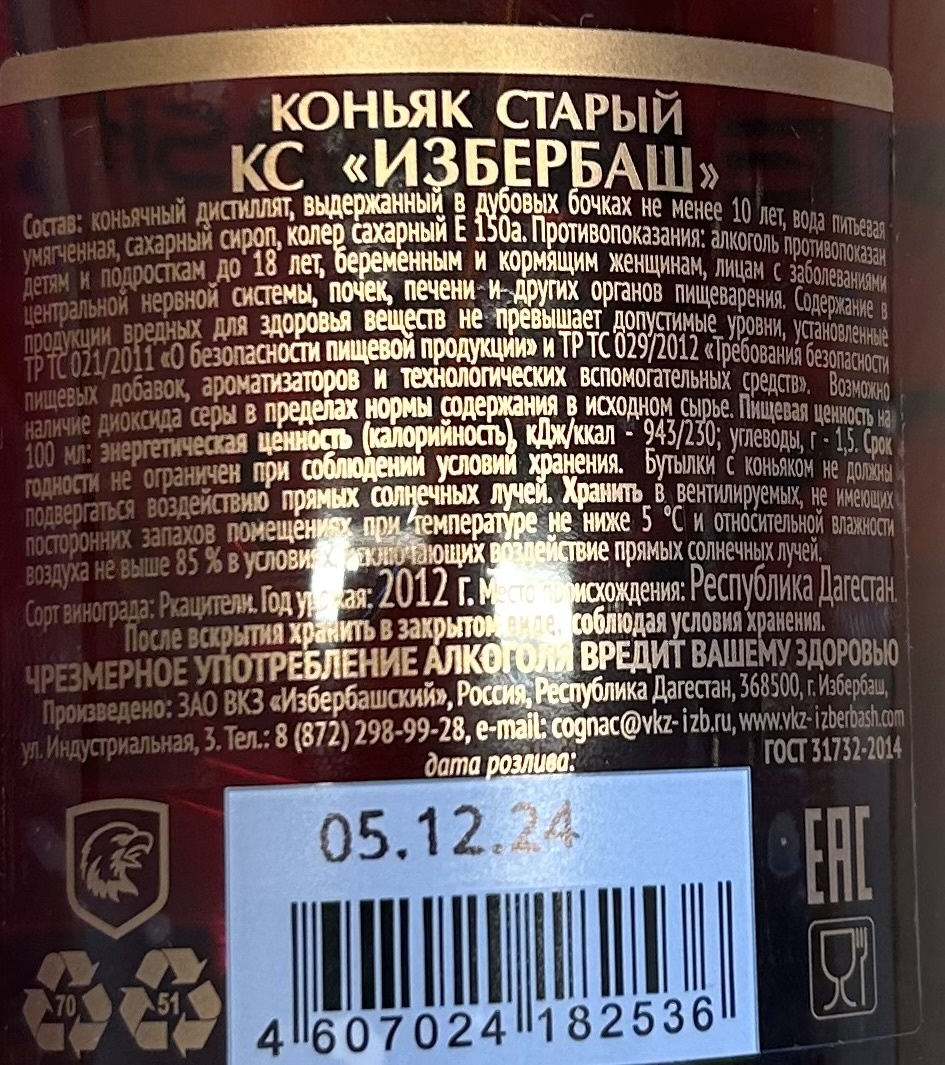 КОНЬЯК СТАРЫЙ
КС «ИЗБЕРБАШ»
Состав: коньячный дистиллят, выдержанный в дубовых бочках не менее 10 лет, вода питьевая
умягченная, сахарный сироп, колер сахарный Е 150а. Противопоказания: алкоголь противопоказан
детям и подросткам до 18 лет, беременным и кормящим женщинам, лицам с заболеваниями
центральной нервной системы, почек, печени и других органов пищеварения. Содержание в
продукции вредных для здоровья веществ не превышает допустимые уровни, установленные
ТР ТС 021/2011 «О безопасности пищевой продукции» и ТР ТС 029/2012 «Требования безопасности
пищевых добавок, ароматизаторов и технологических вспомогательных средств». Возможно
наличие диоксида серы в пределах нормы содержания в исходном сырье. Пищевая ценность на
100 мл: энергетическая ценность (калорийность), кДж/ккал - 943/230; углеводы, г - 1,5. Срок
годности не ограничен при соблюдении условий хранения. Бутылки с коньяком не должны
подвергаться воздействию прямых солнечных лучей. Хранить в вентилируемых, не имеющих
посторонних запахов помещениях при температуре не ниже 5 °С и относительной влажности
воздуха не выше 85 % в условиях, исключающих воздействие прямых солнечных лучей.
Сорт винограда: Ркацители. Год урожая: 2012 г. Место происхождения: Республика Дагестан.
После вскрытия хранить в закрытом виде, соблюдая условия хранения.
ЧРЕЗМЕРНОЕ УПОТРЕБЛЕНИЕ АЛКОГОЛЯ ВРЕДИТ ВАШЕМУ ЗДОРОВЬЮ
Произведено: ЗАО ВКЗ «Избербашский», Россия, Республика Дагестан, 368500, г. Избербаш,
ул. Индустриальная, 3. Тел.: 8 (872) 298-99-28, e-mail: cognac@vkz-izb.ru, www.vkz-izberbash.com
дата розлива: ГОСТ 31732-2014
05.12.24
EAC
70 51
4 607024 182536